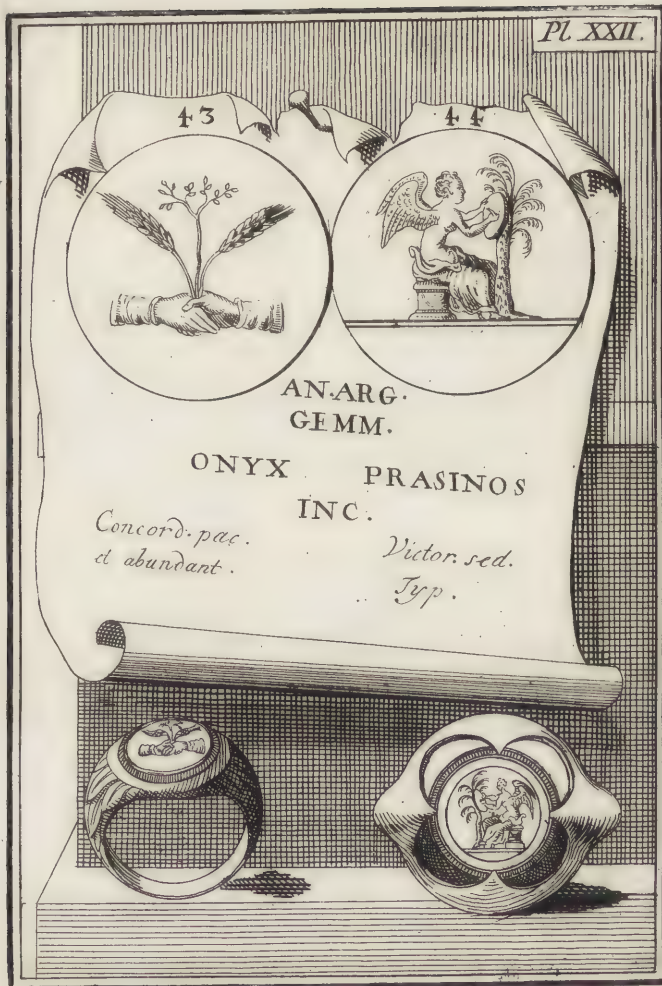 Pl XXII.
43 44
AN.ARG.
GEMM.
ONYX PRASINOS
INC.
Concord. pac.
et abundant.
Victor. sed.
Typ.